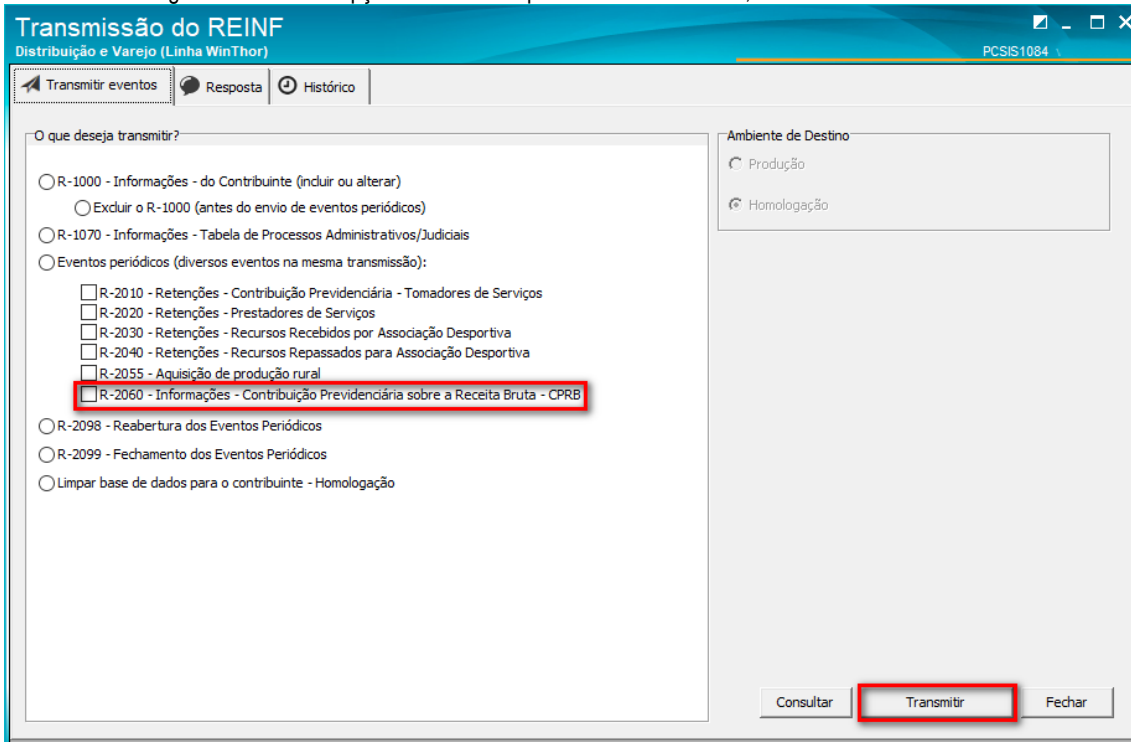 Transmissão do REINF
Distribuição e Varejo (Linha WinThor)
PCSIS1084
Transmitir eventos
Resposta
Histórico
O que deseja transmitir?
Ambiente de Destino
Produção
R-1000 - Informações - do Contribuinte (incluir ou alterar)
Excluir o R-1000 (antes do envio de eventos periódicos)
Homologação
R-1070 - Informações - Tabela de Processos Administrativos/Judiciais
Eventos periódicos (diversos eventos na mesma transmissão):
R-2010 - Retenções - Contribuição Previdenciária - Tomadores de Serviços
R-2020 - Retenções - Prestadores de Serviços
R-2030 - Retenções - Recursos Recebidos por Associação Desportiva
R-2040 - Retenções - Recursos Repassados para Associação Desportiva
R-2055 - Aquisição de produção rural
R-2060 - Informações - Contribuição Previdenciária sobre a Receita Bruta - CPRB
R-2098 - Reabertura dos Eventos Periódicos
R-2099 - Fechamento dos Eventos Periódicos
Limpar base de dados para o contribuinte - Homologação
Consultar
Transmitir
Fechar